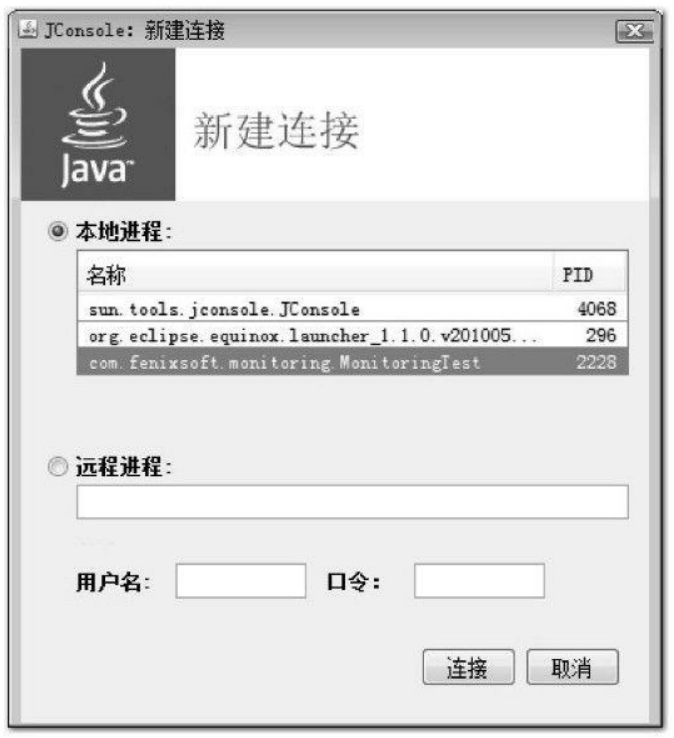 JConsole: 新建连接
Java™
新建连接
本地进程:
名称 PID
sun.tools.jconsole.JConsole 4068
org.eclipse.equinox.launcher_1.1.0.v201005... 296
com.fenixsoft.monitoring.MonitoringTest 2228
远程进程:
用户名: 口令:
连接 取消